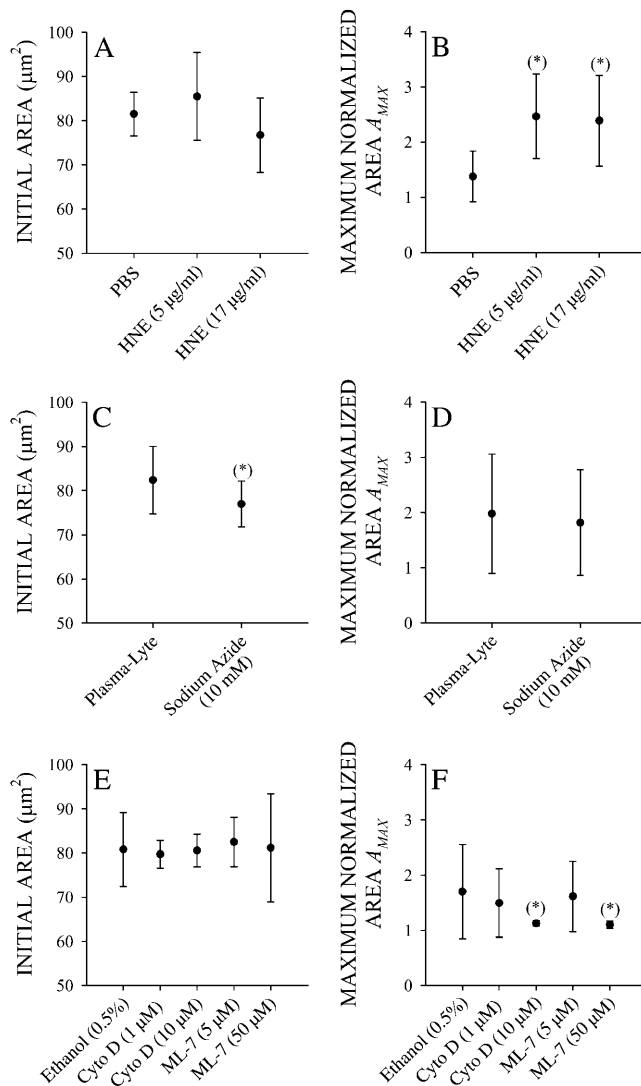 A
INITIAL AREA (µm²)
100
90
80
70
60
50
PBS
HNE (5 µg/ml)
HNE (17 µg/ml)
B
MAXIMUM NORMALIZED
AREA A_MAX
4
3
2
1
0
(*)
(*)
PBS
HNE (5 µg/ml)
HNE (17 µg/ml)
C
INITIAL AREA (µm²)
100
90
80
70
60
50
(*)
Plasma-Lyte
Sodium Azide
(10 mM)
D
MAXIMUM NORMALIZED
AREA A_MAX
4
3
2
1
0
Plasma-Lyte
Sodium Azide
(10 mM)
E
INITIAL AREA (µm²)
100
90
80
70
60
50
Ethanol (0.5%)
Cyto D (1 µM)
Cyto D (10 µM)
ML-7 (5 µM)
ML-7 (50 µM)
F
MAXIMUM NORMALIZED
AREA A_MAX
4
3
2
1
0
(*)
(*)
Ethanol (0.5%)
Cyto D (1 µM)
Cyto D (10 µM)
ML-7 (5 µM)
ML-7 (50 µM)